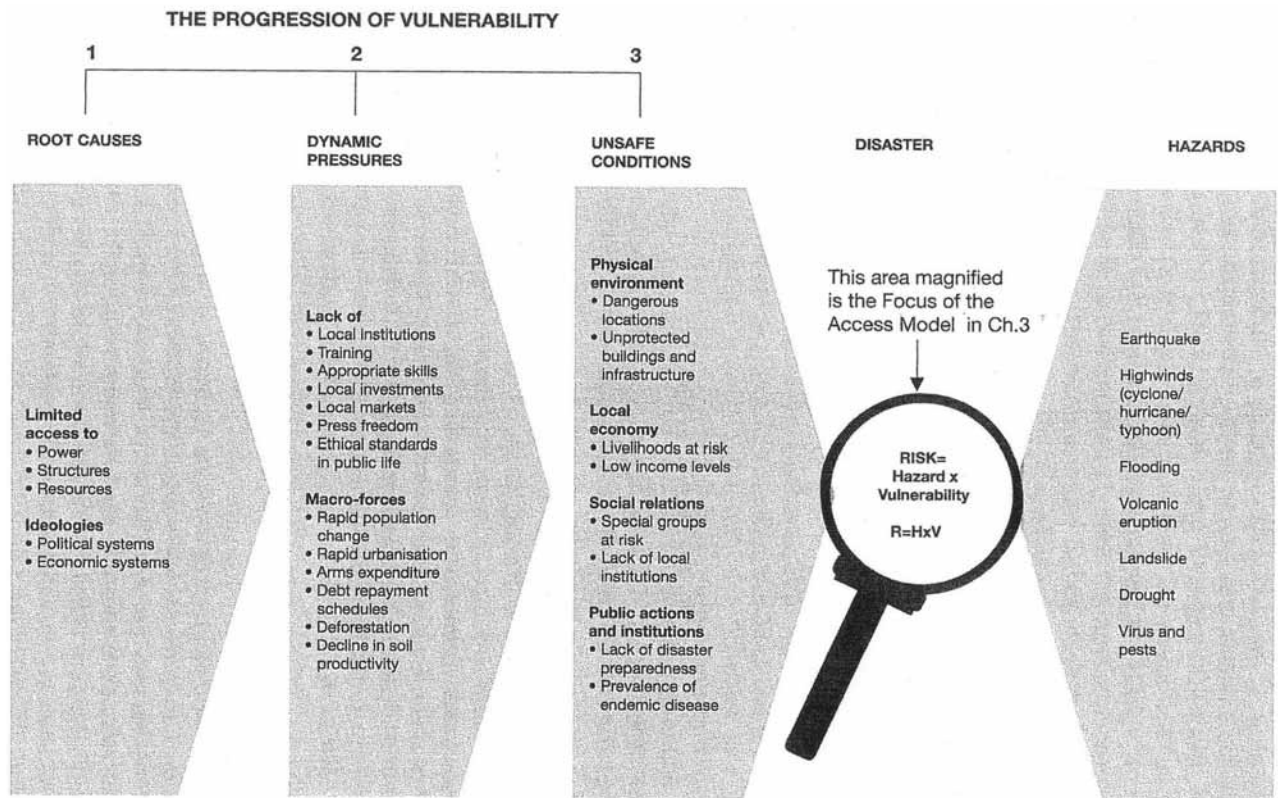 THE PROGRESSION OF VULNERABILITY
1
2
3
ROOT CAUSES
DYNAMIC
PRESSURES
UNSAFE
CONDITIONS
DISASTER
HAZARDS
Limited
access to
• Power
• Structures
• Resources
Ideologies
• Political systems
• Economic systems
Lack of
• Local institutions
• Training
• Appropriate skills
• Local investments
• Local markets
• Press freedom
• Ethical standards
in public life
Macro-forces
• Rapid population
change
• Rapid urbanisation
• Arms expenditure
• Debt repayment
schedules
• Deforestation
• Decline in soil
productivity
Physical
environment
• Dangerous
locations
• Unprotected
buildings and
infrastructure
Local
economy
• Livelihoods at risk
• Low income levels
Social relations
• Special groups
at risk
• Lack of local
institutions
Public actions
and institutions
• Lack of disaster
preparedness
• Prevalence of
endemic disease
This area magnified
is the Focus of the
Access Model in Ch.3
RISK=
Hazard x
Vulnerability
R=HxV
Earthquake
Highwinds
(cyclone/
hurricane/
typhoon)
Flooding
Volcanic
eruption
Landslide
Drought
Virus and
pests